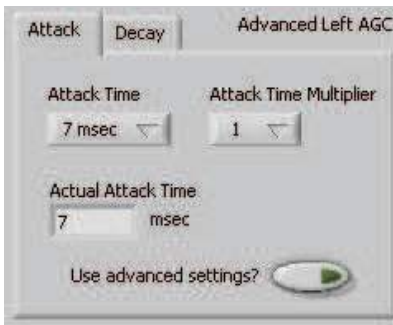 Attack Decay Advanced Left AGC
Attack Time Attack Time Multiplier
7 msec 1
Actual Attack Time
7 msec
Use advanced settings?